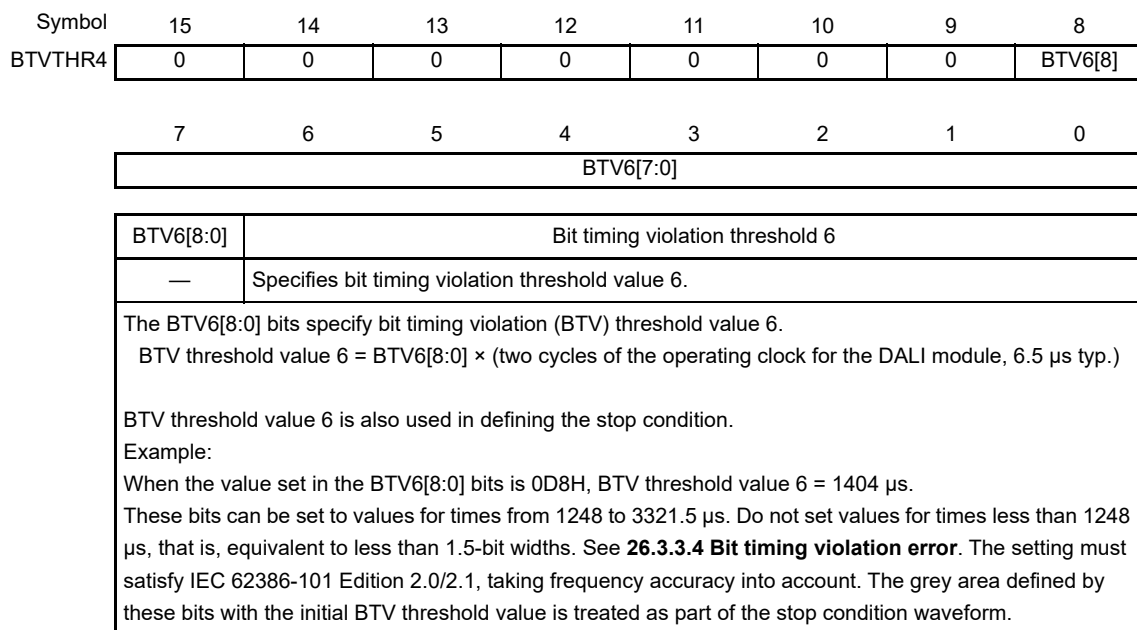 Symbol 15 14 13 12 11 10 9 8
BTVTHR4 0 0 0 0 0 0 0 BTV6[8]
7 6 5 4 3 2 1 0
BTV6[7:0]
BTV6[8:0] Bit timing violation threshold 6
— Specifies bit timing violation threshold value 6.
The BTV6[8:0] bits specify bit timing violation (BTV) threshold value 6.
BTV threshold value 6 = BTV6[8:0] × (two cycles of the operating clock for the DALI module, 6.5 μs typ.)
BTV threshold value 6 is also used in defining the stop condition.
Example:
When the value set in the BTV6[8:0] bits is 0D8H, BTV threshold value 6 = 1404 μs.
These bits can be set to values for times from 1248 to 3321.5 μs. Do not set values for times less than 1248
μs, that is, equivalent to less than 1.5-bit widths. See 26.3.3.4 Bit timing violation error. The setting must
satisfy IEC 62386-101 Edition 2.0/2.1, taking frequency accuracy into account. The grey area defined by
these bits with the initial BTV threshold value is treated as part of the stop condition waveform.